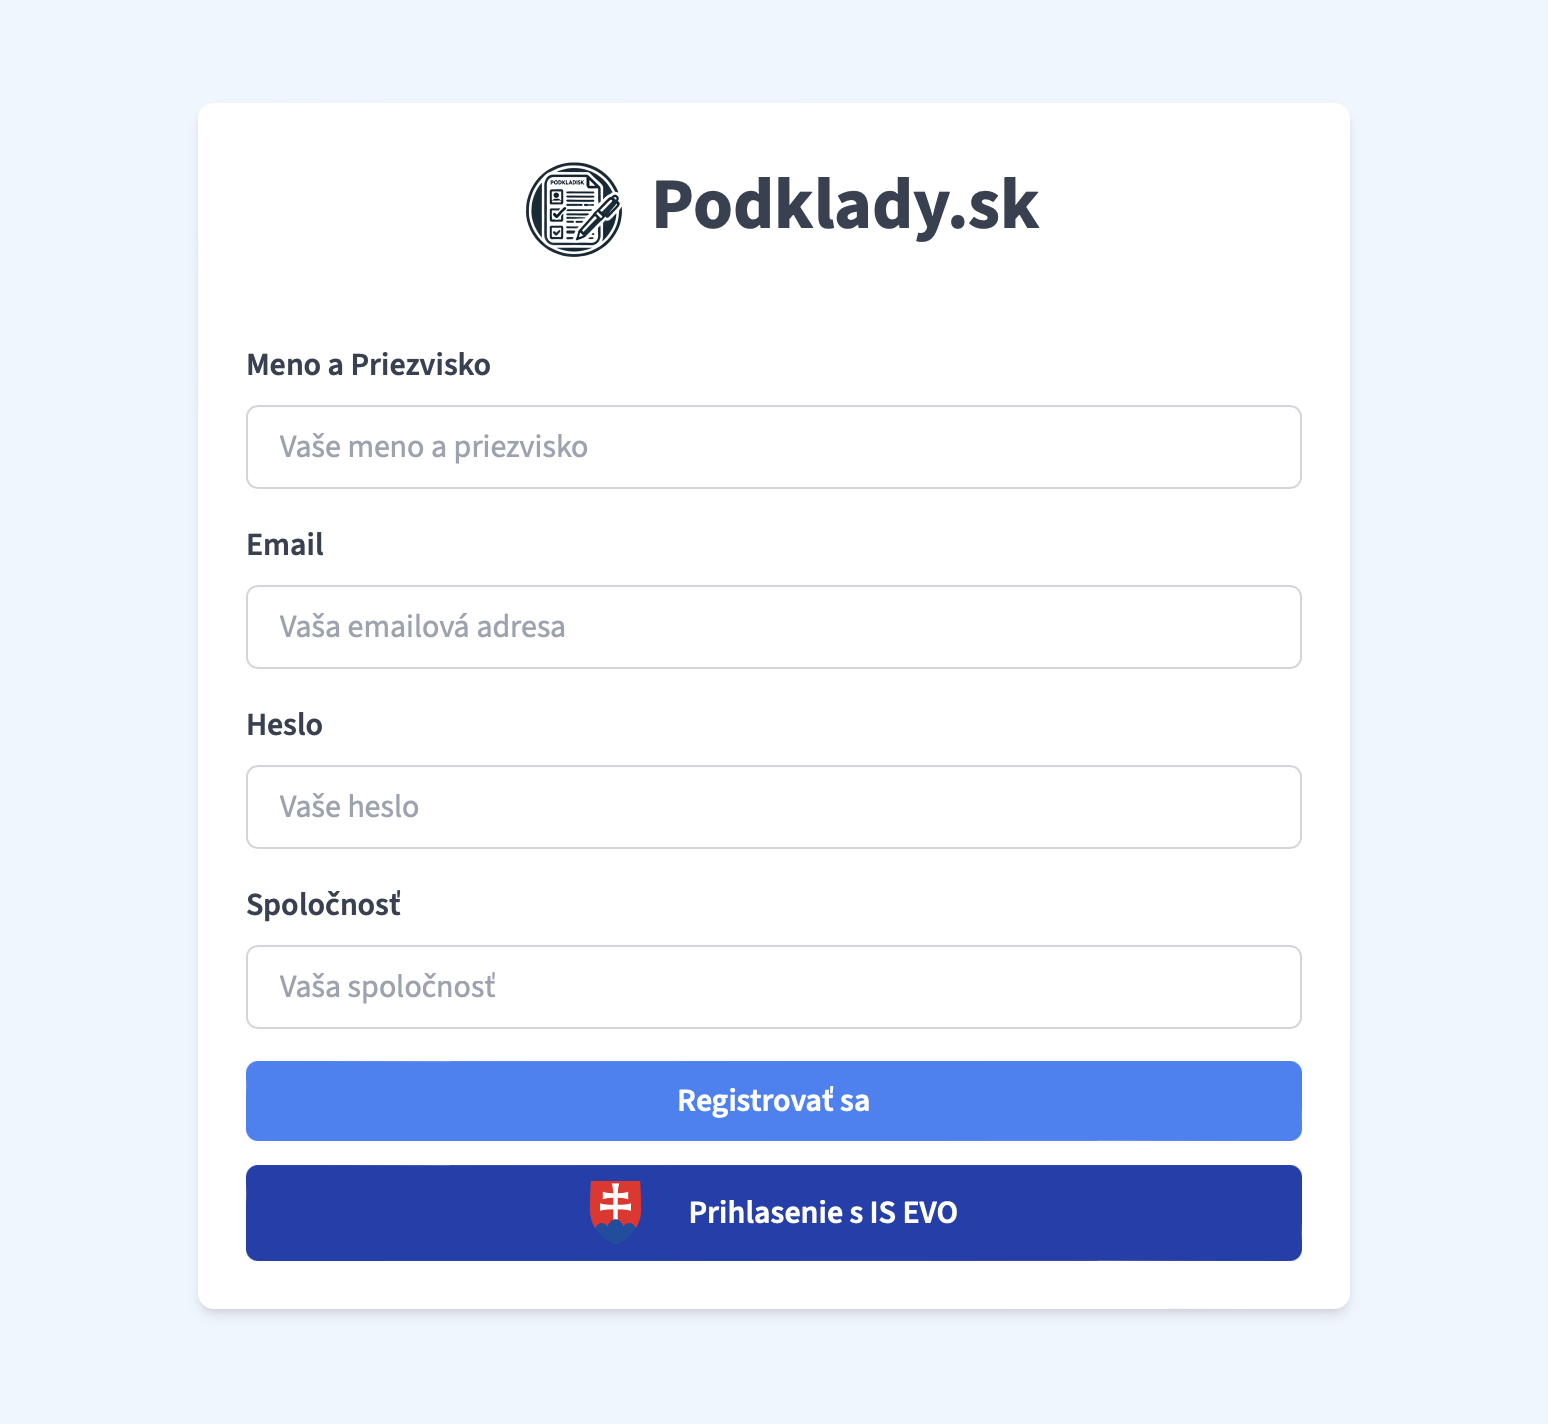 PODKLADISK
Podklady.sk
Meno a Priezvisko
Vaše meno a priezvisko
Email
Vaša emailová adresa
Heslo
Vaše heslo
Spoločnosť
Vaša spoločnosť
Registrovať sa
Prihlasenie s IS EVO